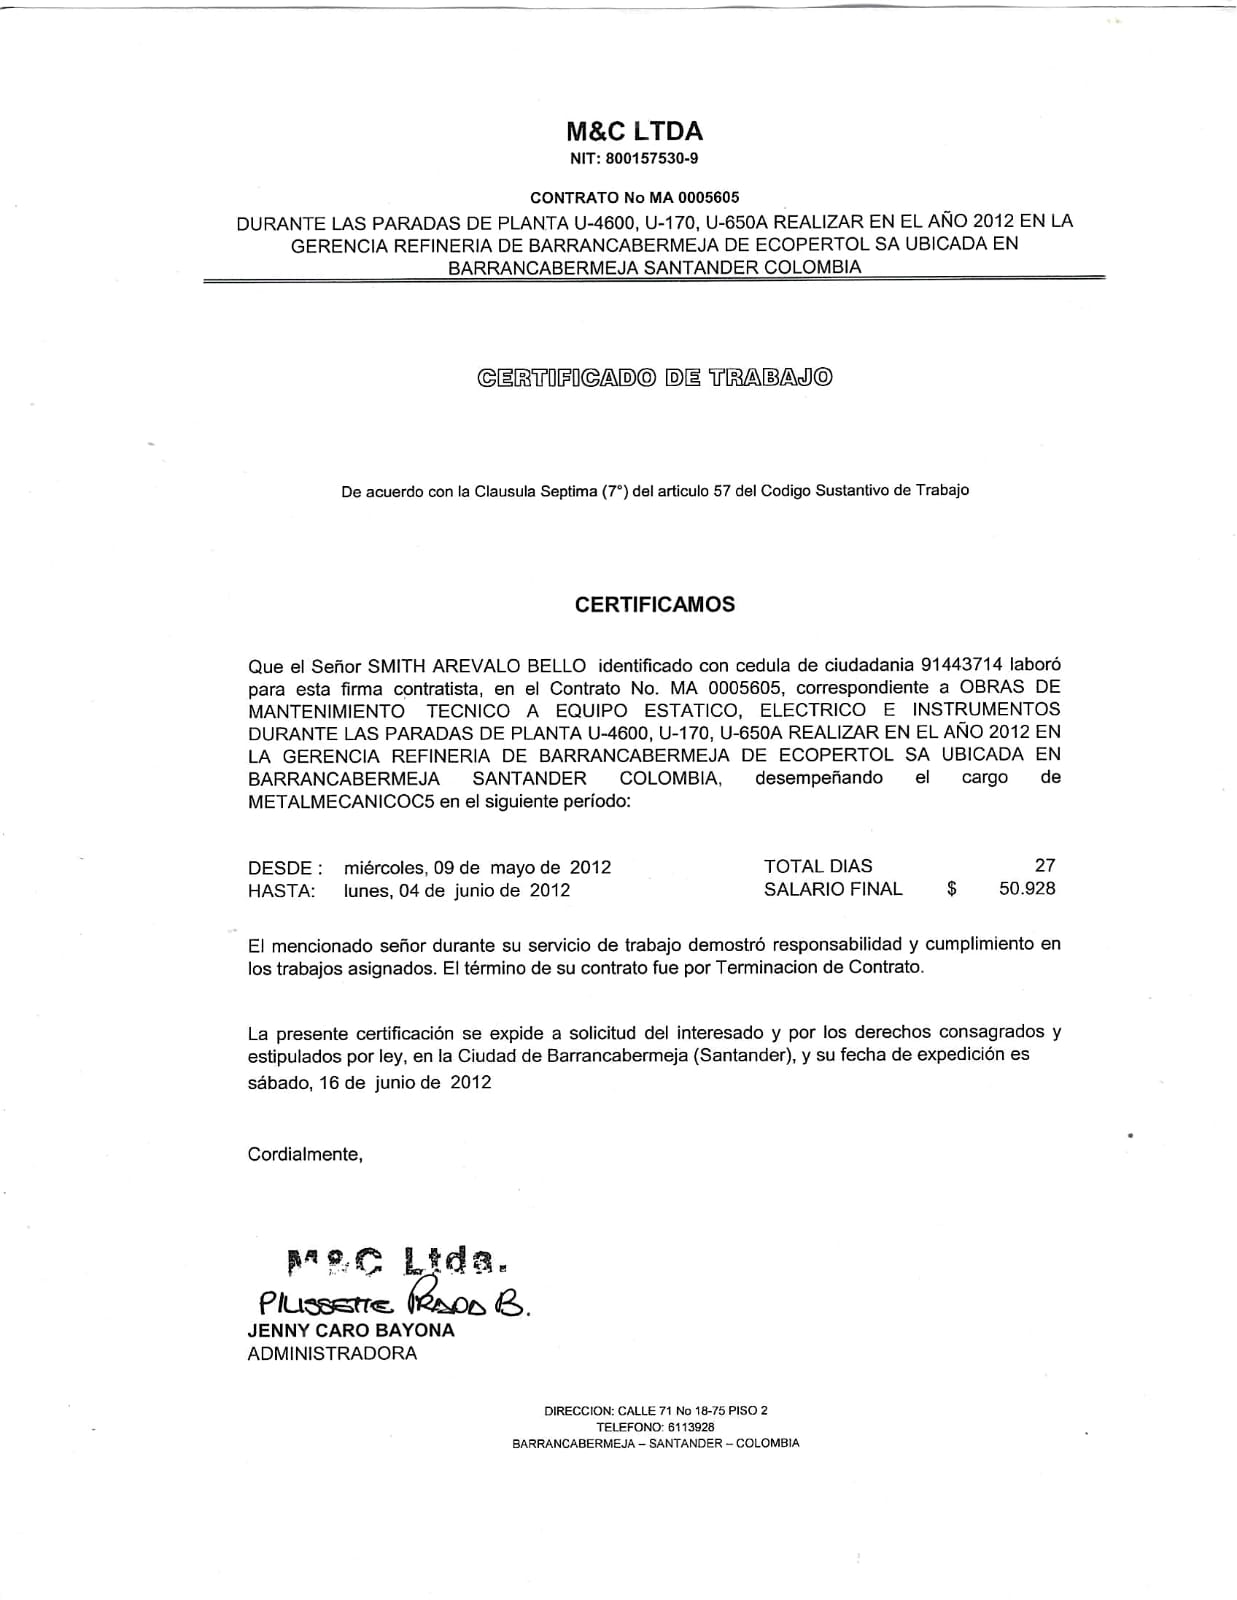 M&C LTDA
NIT: 800157530-9
CONTRATO No MA 0005605
DURANTE LAS PARADAS DE PLANTA U-4600, U-170, U-650A REALIZAR EN EL AÑO 2012 EN LA
GERENCIA REFINERIA DE BARRANCABERMEJA DE ECOPERTOL SA UBICADA EN
BARRANCABERMEJA SANTANDER COLOMBIA
CERTIFICADO DE TRABAJO
De acuerdo con la Clausula Septima (7°) del articulo 57 del Codigo Sustantivo de Trabajo
CERTIFICAMOS
Que el Señor SMITH AREVALO BELLO identificado con cedula de ciudadania 91443714 laboró
para esta firma contratista, en el Contrato No. MA 0005605, correspondiente a OBRAS DE
MANTENIMIENTO TECNICO A EQUIPO ESTATICO, ELECTRICO E INSTRUMENTOS
DURANTE LAS PARADAS DE PLANTA U-4600, U-170, U-650A REALIZAR EN EL AÑO 2012 EN
LA GERENCIA REFINERIA DE BARRANCABERMEJA DE ECOPERTOL SA UBICADA EN
BARRANCABERMEJA SANTANDER COLOMBIA, desempeñando el cargo de
METALMECANICOC5 en el siguiente período:
DESDE : miércoles, 09 de mayo de 2012 TOTAL DIAS 27
HASTA: lunes, 04 de junio de 2012 SALARIO FINAL $ 50.928
El mencionado señor durante su servicio de trabajo demostró responsabilidad y cumplimiento en
los trabajos asignados. El término de su contrato fue por Terminacion de Contrato.
La presente certificación se expide a solicitud del interesado y por los derechos consagrados y
estipulados por ley, en la Ciudad de Barrancabermeja (Santander), y su fecha de expedición es
sábado, 16 de junio de 2012
Cordialmente,
M&C Ltda.
Prada B.
JENNY CARO BAYONA
ADMINISTRADORA
DIRECCION: CALLE 71 No 18-75 PISO 2
TELEFONO: 6113928
BARRANCABERMEJA – SANTANDER – COLOMBIA